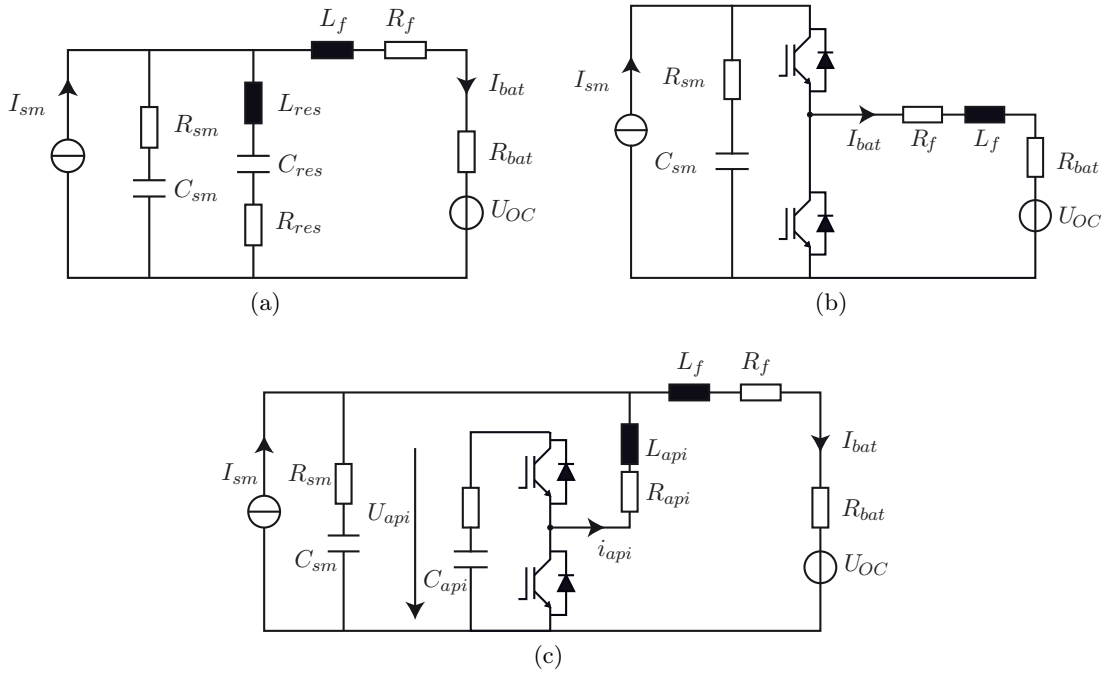 L_f R_f
I_sm
R_sm
C_sm
L_res
C_res
R_res
I_bat
R_bat
U_OC
(a)
I_sm
R_sm
C_sm
I_bat R_f L_f
R_bat
U_OC
(b)
L_f R_f
I_sm
R_sm
C_sm
U_api
C_api
i_api
L_api
R_api
I_bat
R_bat
U_OC
(c)